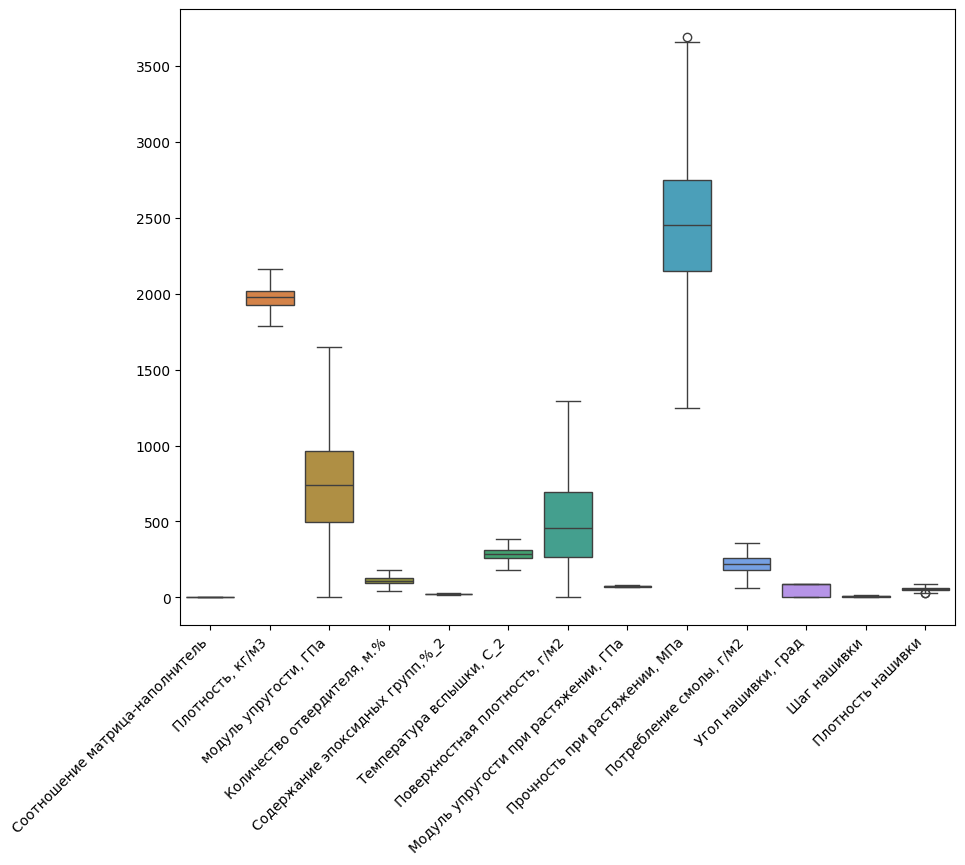 3500
3000
2500
2000
1500
1000
500
0
Соотношение матрица-наполнитель
Плотность, кг/м3
модуль упругости, ГПа
Количество отвердителя, м.%
Содержание эпоксидных групп,%_2
Температура вспышки, С_2
Поверхностная плотность, г/м2
Модуль упругости при растяжении, ГПа
Прочность при растяжении, МПа
Потребление смолы, г/м2
Угол нашивки, град
Шаг нашивки
Плотность нашивки